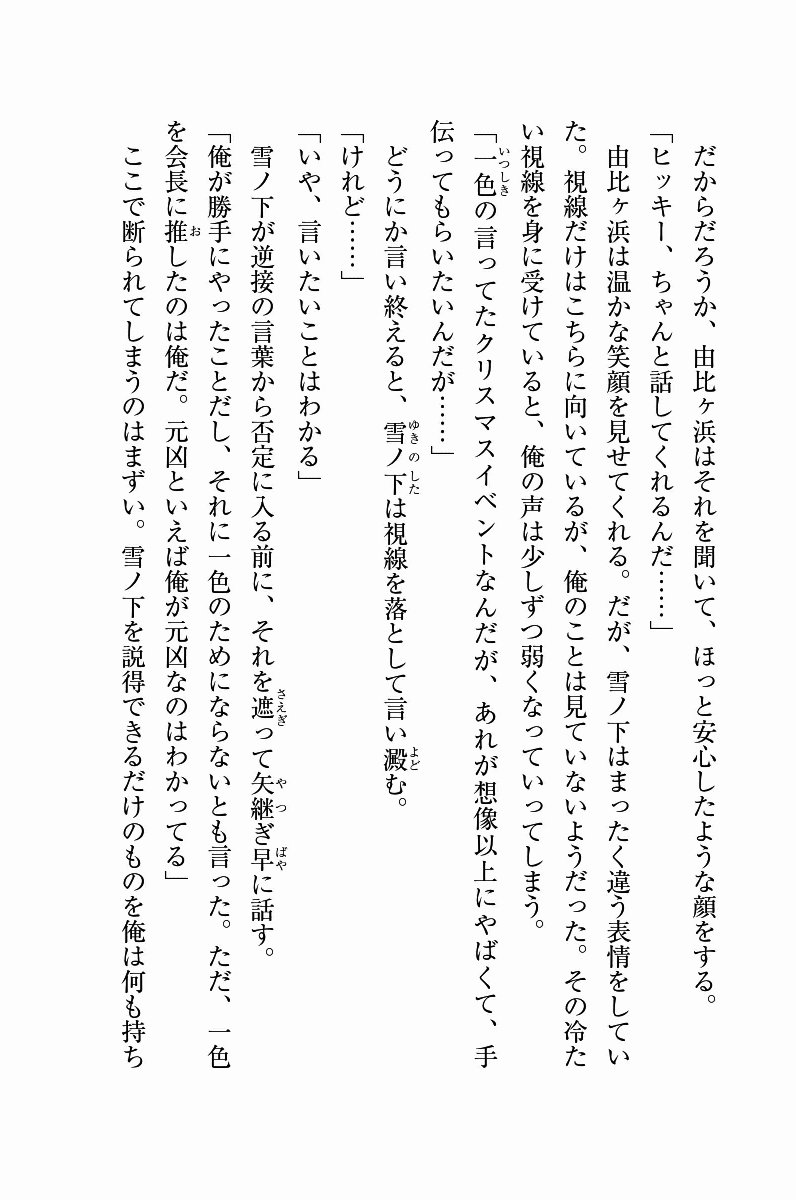 だからだろうか、由比ヶ浜はそれを聞いて、ほっと安心したような顔をする。
「ヒッキー、ちゃんと話してくれるんだ……」
　由比ヶ浜は温かな笑顔を見せてくれる。だが、雪ノ下はまったく違う表情をしてい
た。視線だけはこちらに向いているが、俺のことは見ていないようだった。その冷た
い視線を身に受けていると、俺の声は少しずつ弱くなっていってしまう。
「一色の言ってたクリスマスイベントなんだが、あれが想像以上にやばくて、手
伝ってもらいたいんだが……」
　どうにか言い終えると、雪ノ下は視線を落として言い澱む。
「けれど……」
「いや、言いたいことはわかる」
　雪ノ下が逆接の言葉から否定に入る前に、それを遮って矢継ぎ早に話す。
「俺が勝手にやったことだし、それに一色のためにならないとも言った。ただ、一色
を会長に推したのは俺だ。元凶といえば俺が元凶なのはわかってる」
　ここで断られてしまうのはまずい。雪ノ下を説得できるだけのものを俺は何も持ち